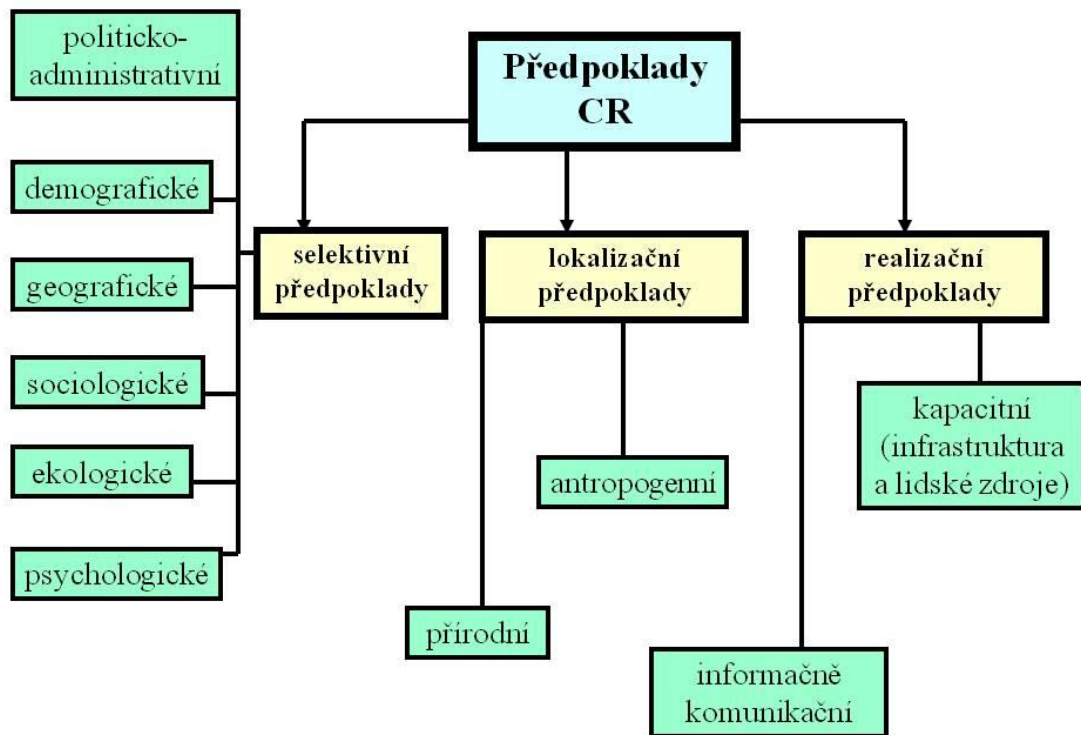 Předpoklady
CR
selektivní
předpoklady
politicko-
administrativní
demografické
geografické
sociologické
ekologické
psychologické
lokalizační
předpoklady
antropogenní
přírodní
realizační
předpoklady
kapacitní
(infrastruktura
a lidské zdroje)
informačně
komunikační